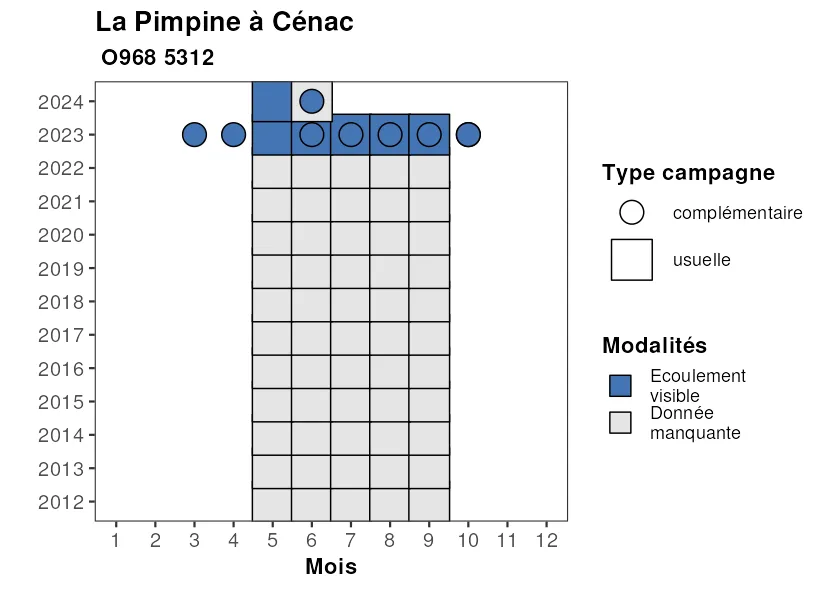 La Pimpine à Cénac
O968 5312
2024
2023
2022
2021
2020
2019
2018
2017
2016
2015
2014
2013
2012
1 2 3 4 5 6 7 8 9 10 11 12
Mois
Type campagne
complémentaire
usuelle
Modalités
Ecoulement
visible
Donnée
manquante